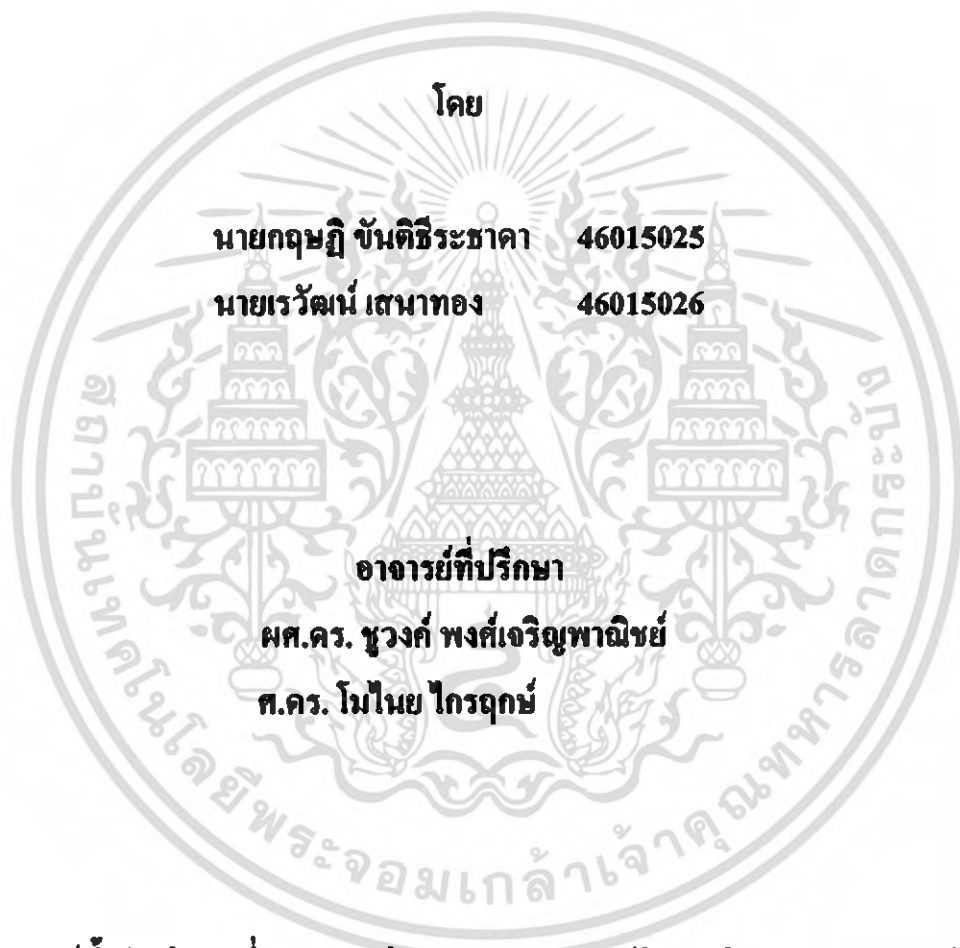 โดย
นายกฤษฎิ ขันติธีระธาดา 46015025
นายเรวัฒน์ เสนาทอง 46015026
อาจารย์ที่ปรึกษา
ผศ.ดร. ชูวงค์ พงศ์เจริญพาณิชย์
ศ.ดร. โมไนย ไกรฤกษ์
สถาบันเทคโนโลยีพระจอมเกล้าเจ้าคุณทหารลาดกระบัง